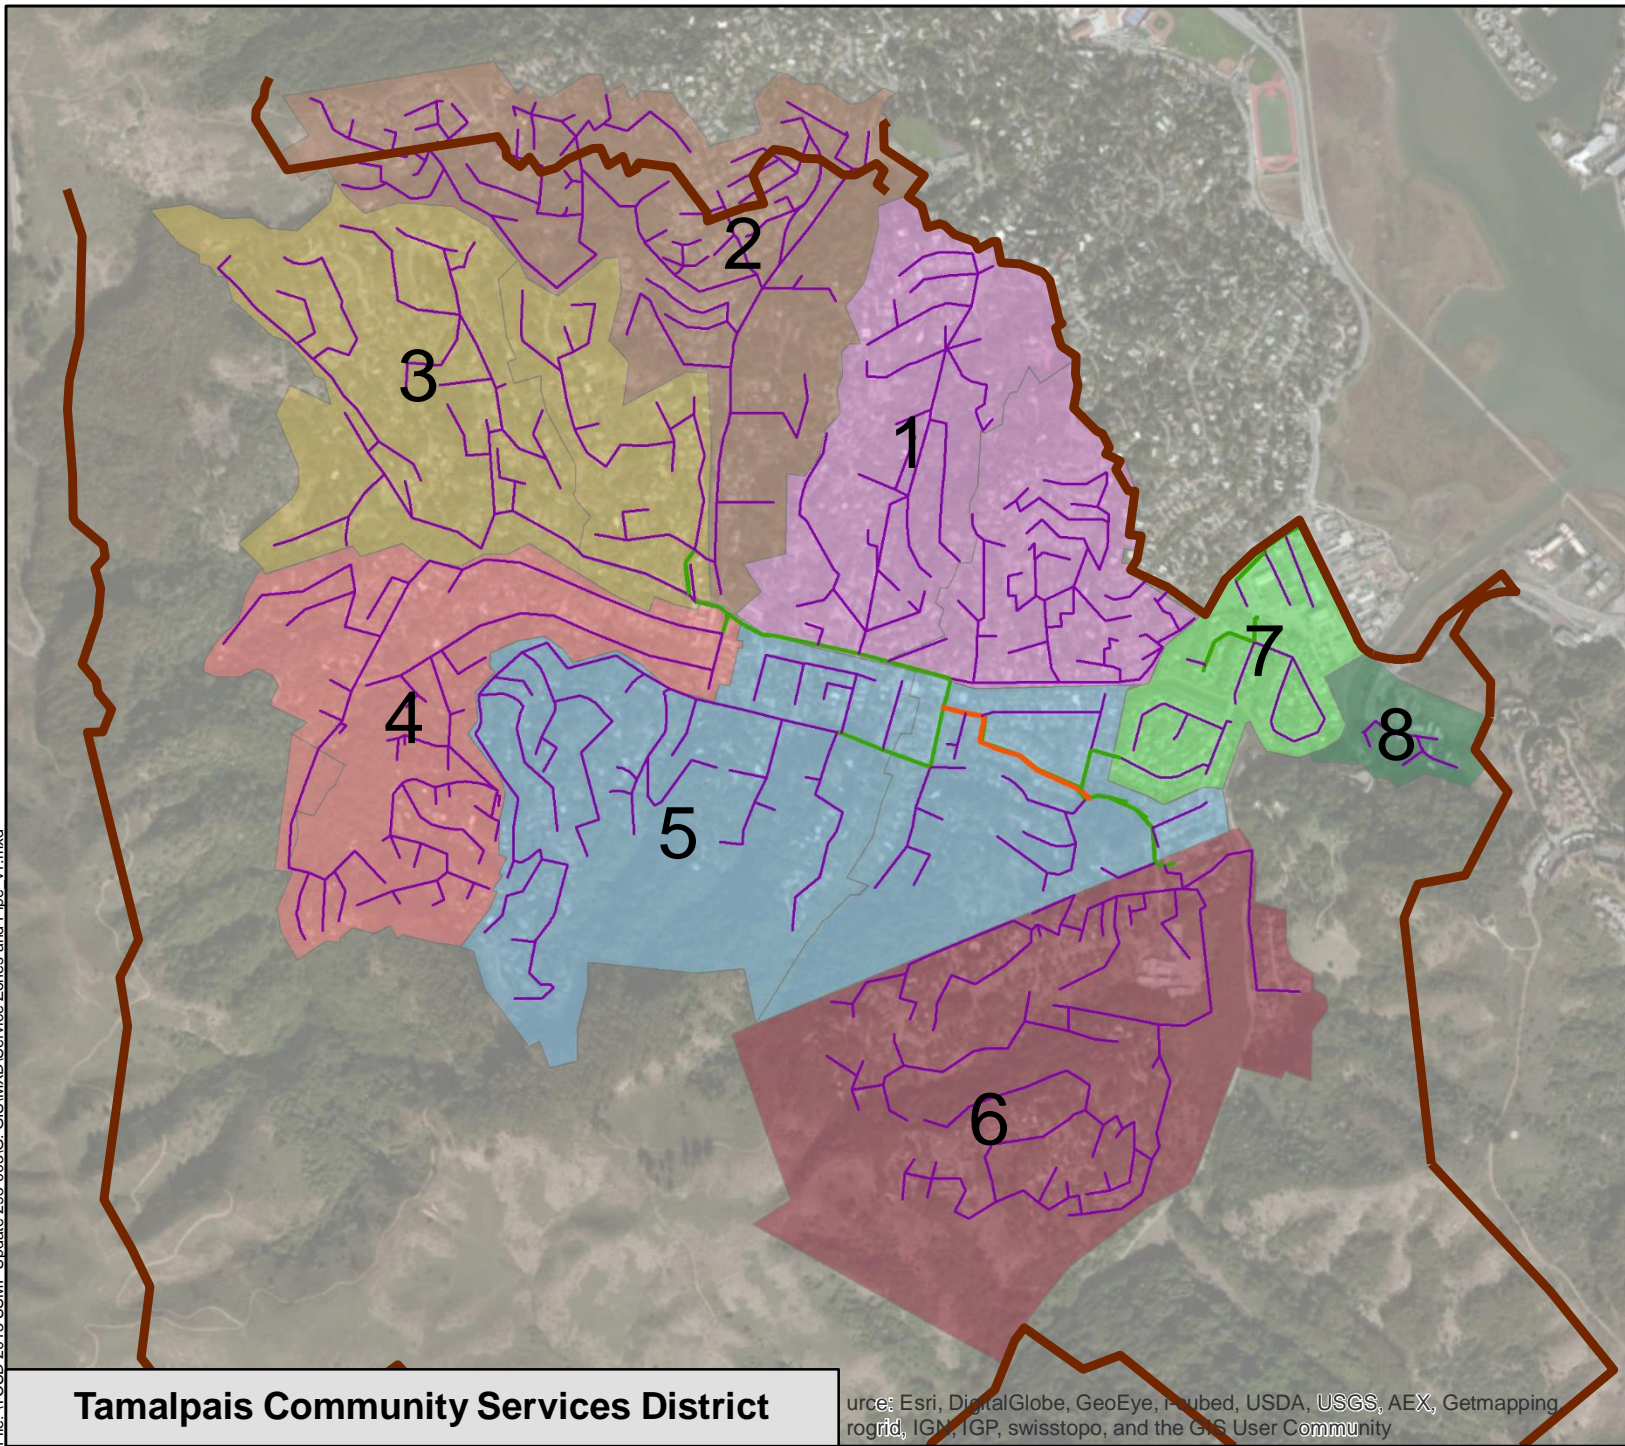 2
3
1
7
4
8
5
6
Tamalpais Community Services District
urce: Esri, DigitalGlobe, GeoEye, i-cubed, USDA, USGS, AEX, Getmapping,
rogrid, IGN, IGP, swisstopo, and the GIS User Community